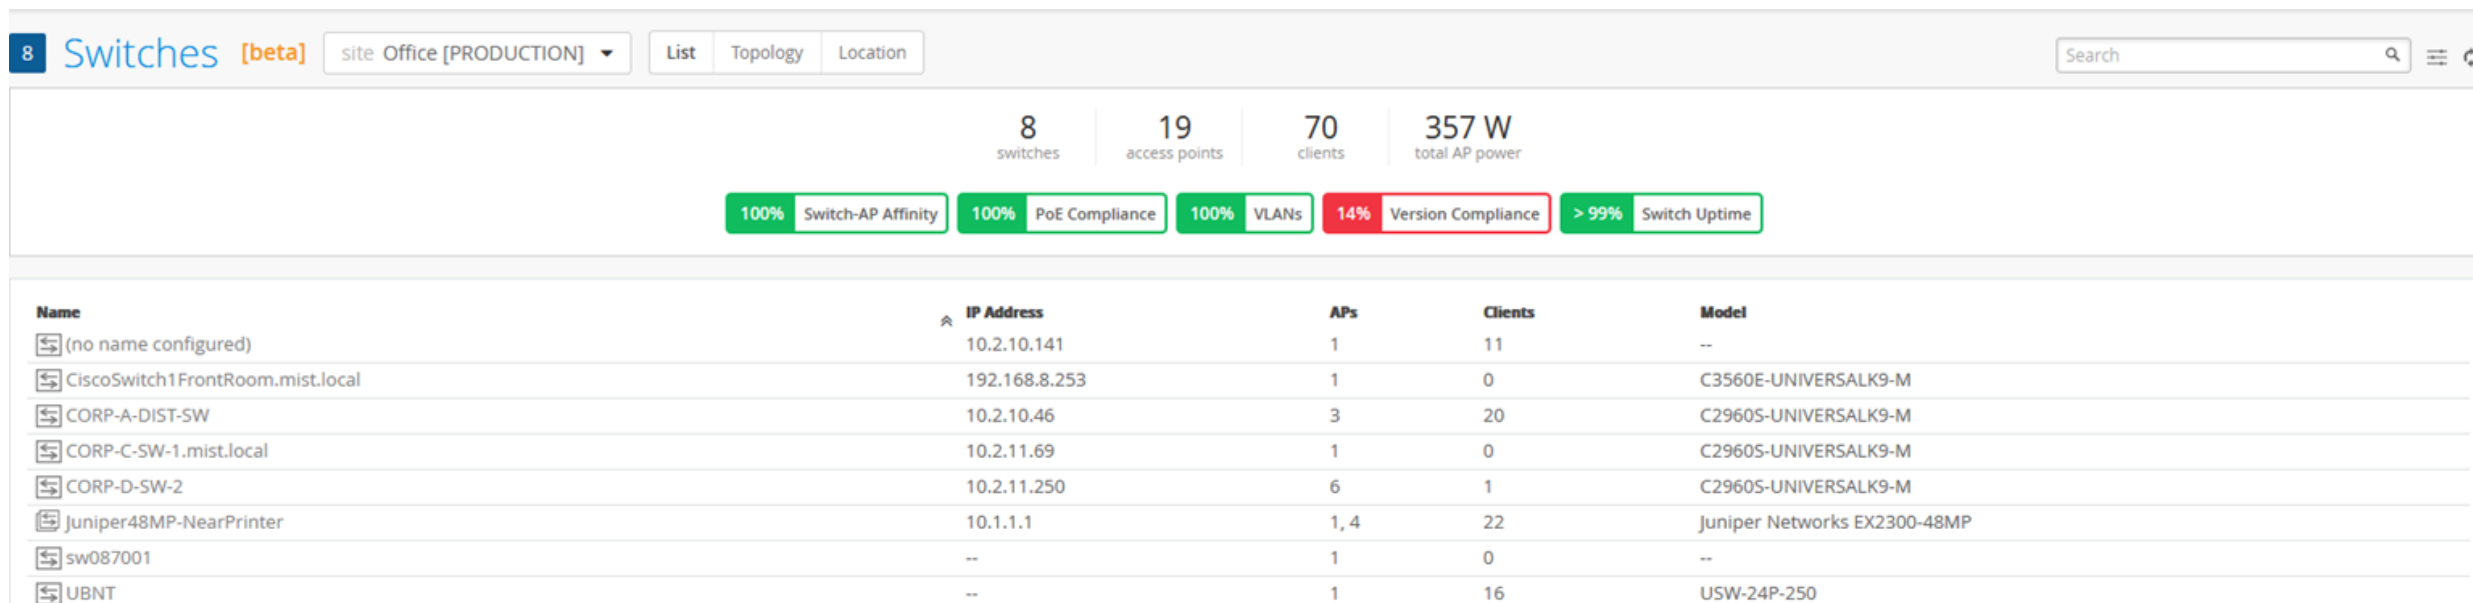 8 Switches [beta] site Office [PRODUCTION] List Topology Location Search
8 19 70 357 W
switches access points clients total AP power
100% Switch-AP Affinity 100% PoE Compliance 100% VLANs 14% Version Compliance > 99% Switch Uptime
Name IP Address APs Clients Model
(no name configured) 10.2.10.141 1 11 --
CiscoSwitch1FrontRoom.mist.local 192.168.8.253 1 0 C3560E-UNIVERSALK9-M
CORP-A-DIST-SW 10.2.10.46 3 20 C2960S-UNIVERSALK9-M
CORP-C-SW-1.mist.local 10.2.11.69 1 0 C2960S-UNIVERSALK9-M
CORP-D-SW-2 10.2.11.250 6 1 C2960S-UNIVERSALK9-M
Juniper48MP-NearPrinter 10.1.1.1 1, 4 22 Juniper Networks EX2300-48MP
sw087001 -- 1 0 --
UBNT -- 1 16 USW-24P-250